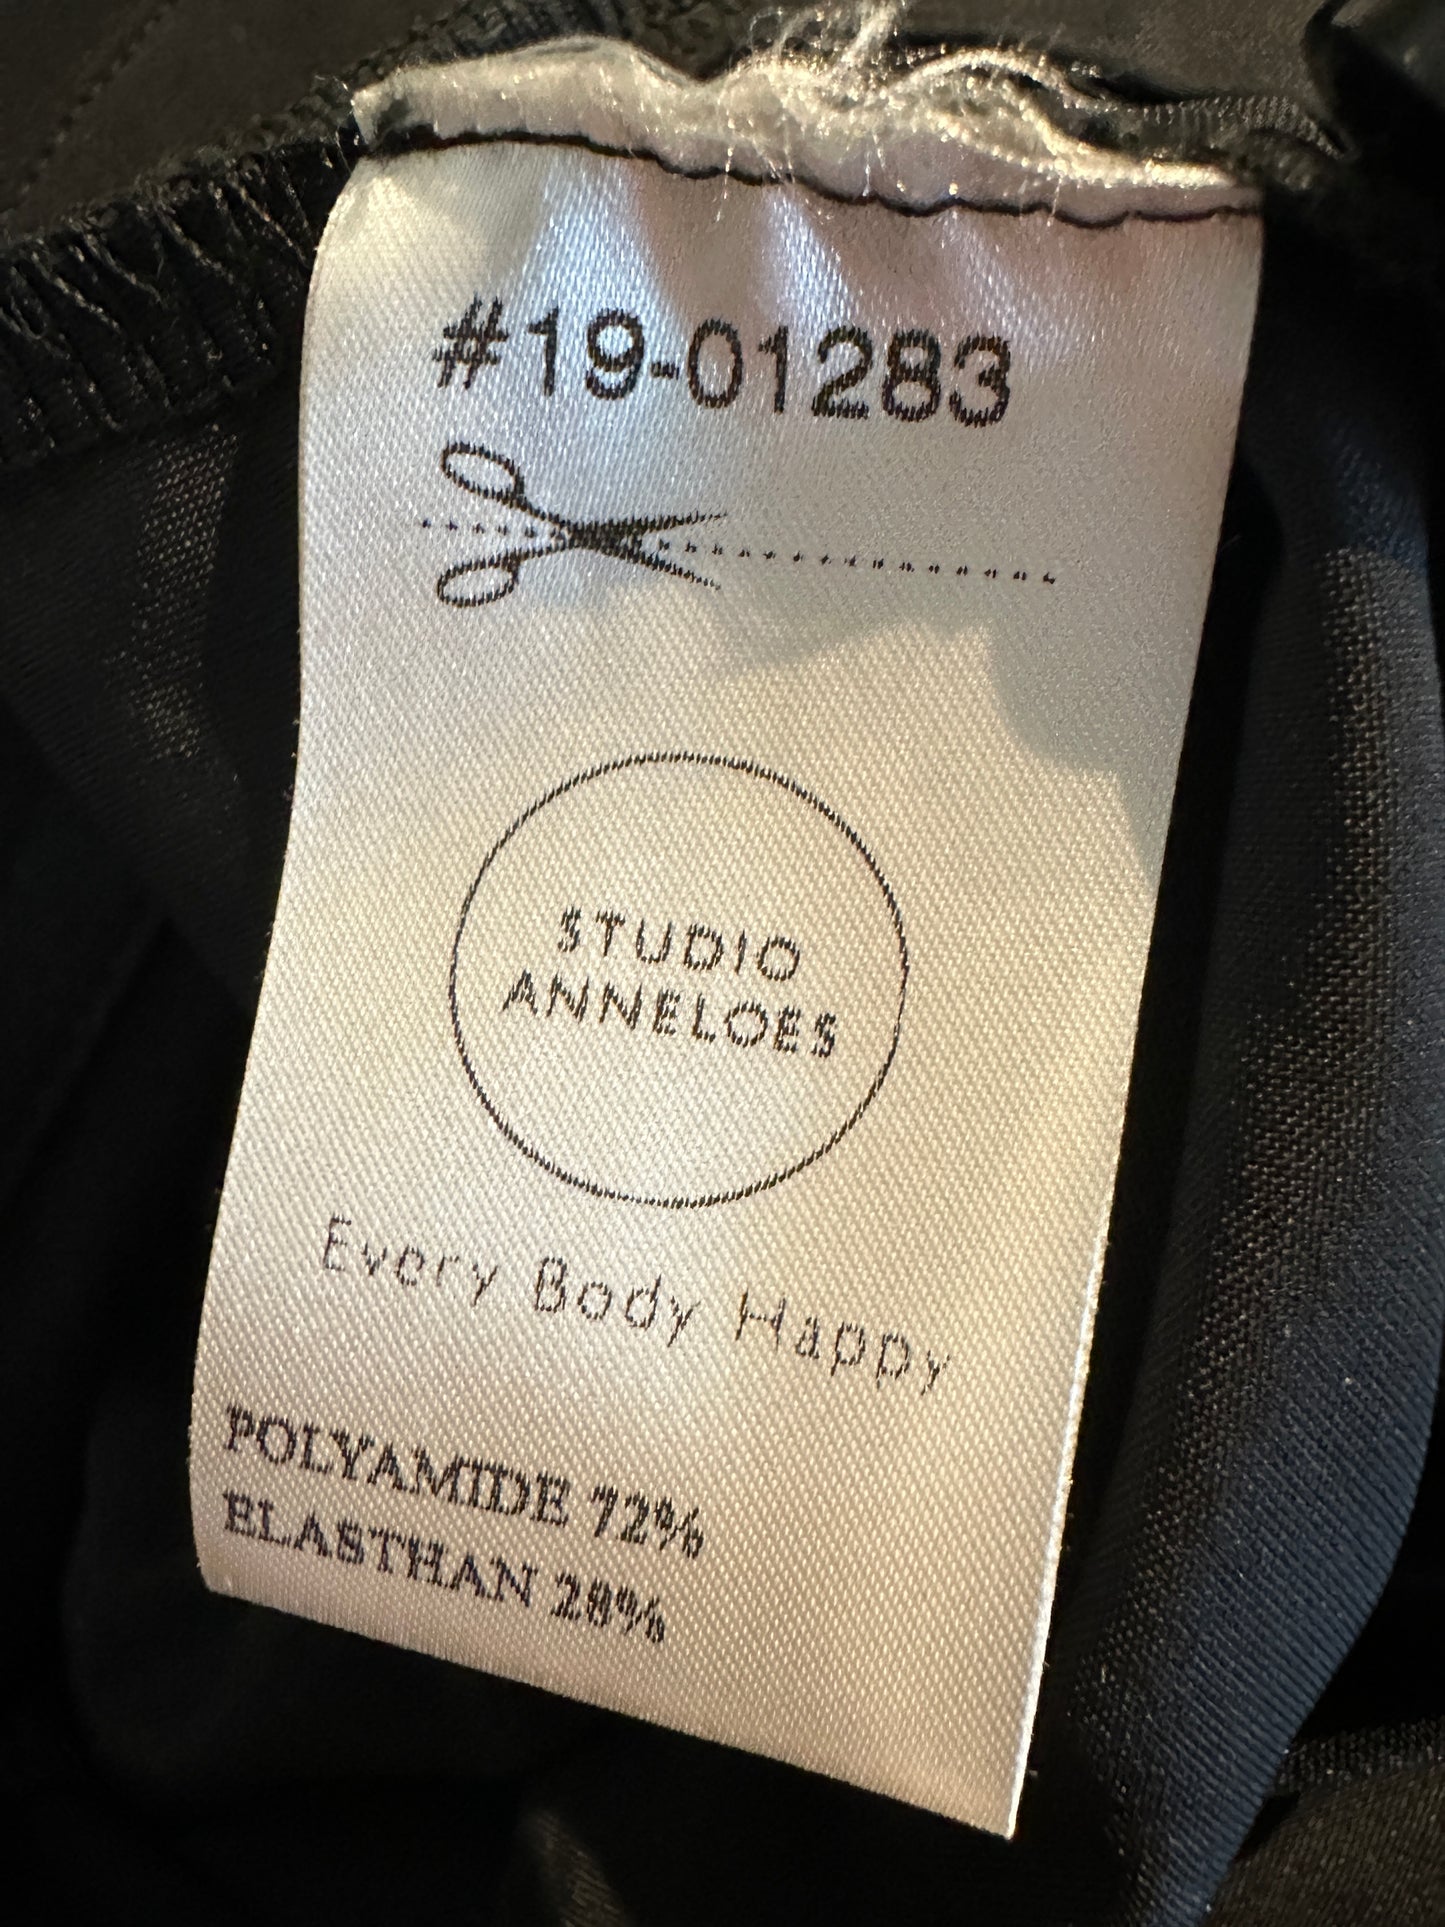 #19-01283
STUDIO
ANNELOES
Every Body Happy
POLYAMIDE 72%
ELASTHAN 28%